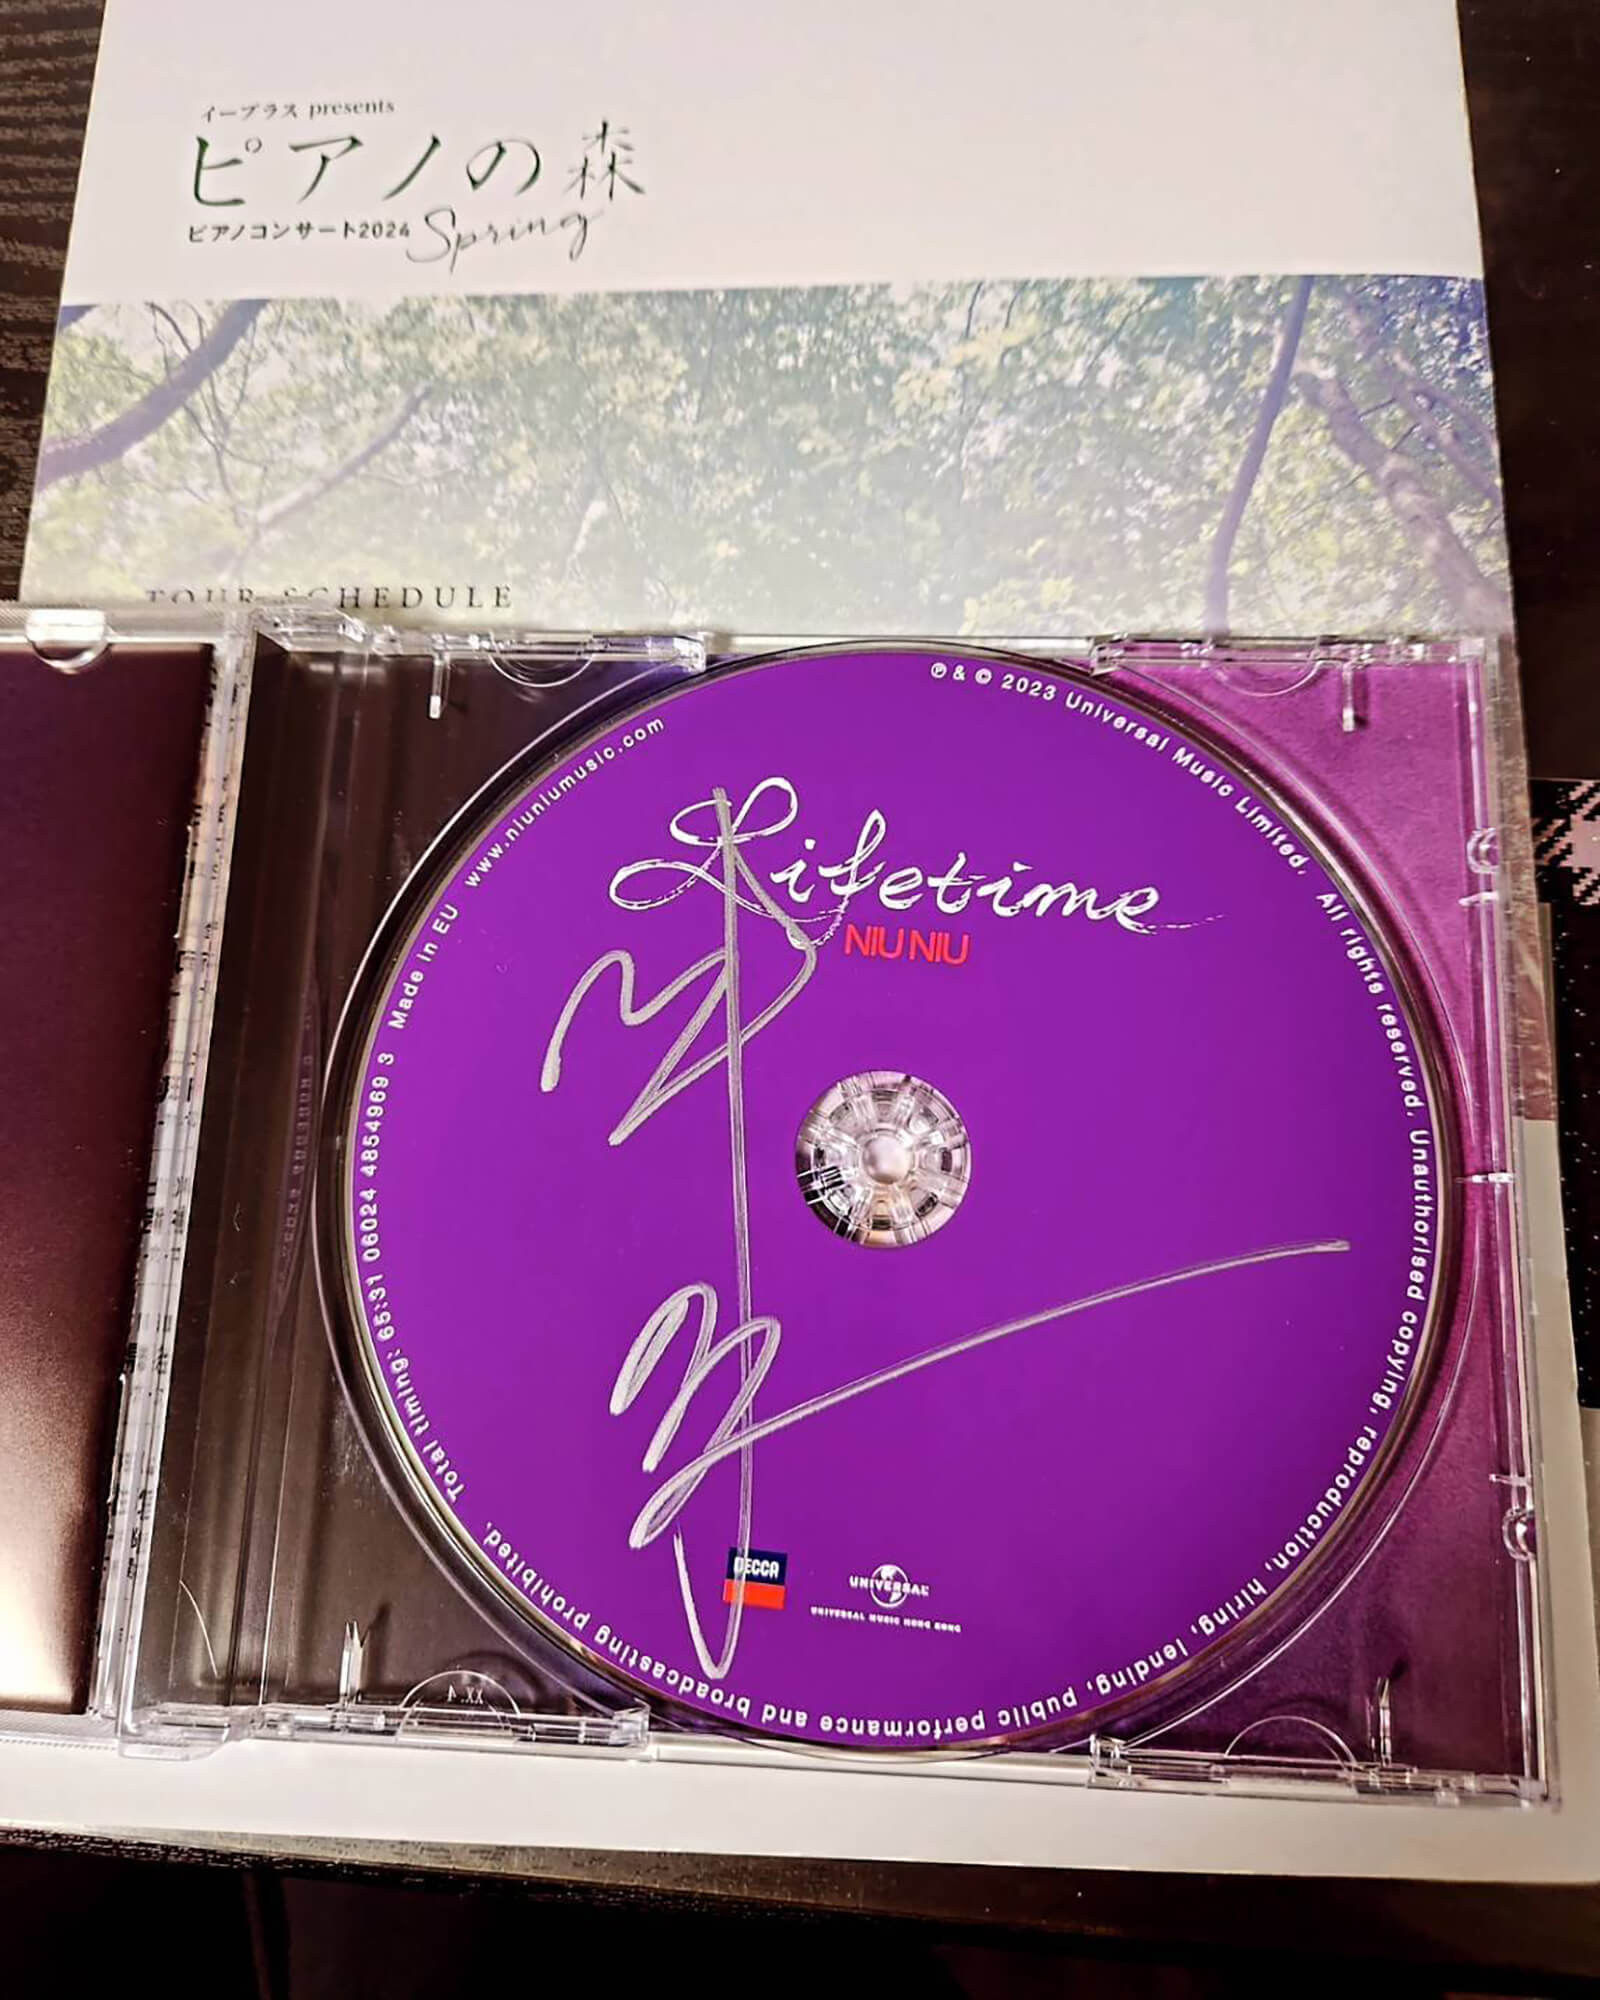 イープラス presents
ピアノの森
ピアノコンサート2024 Spring
TOUR SCHEDULE
Lifetime
NIU NIU
℗ & © 2023 Universal Music Limited. All rights reserved. Unauthorised copying, reproduction, hiring, lending, public performance and broadcasting prohibited.
Total timing: 65:31 06024 4854969 3 Made in EU www.niuniumusic.com
DECCA
UNIVERSAL
UNIVERSAL MUSIC HONG KONG